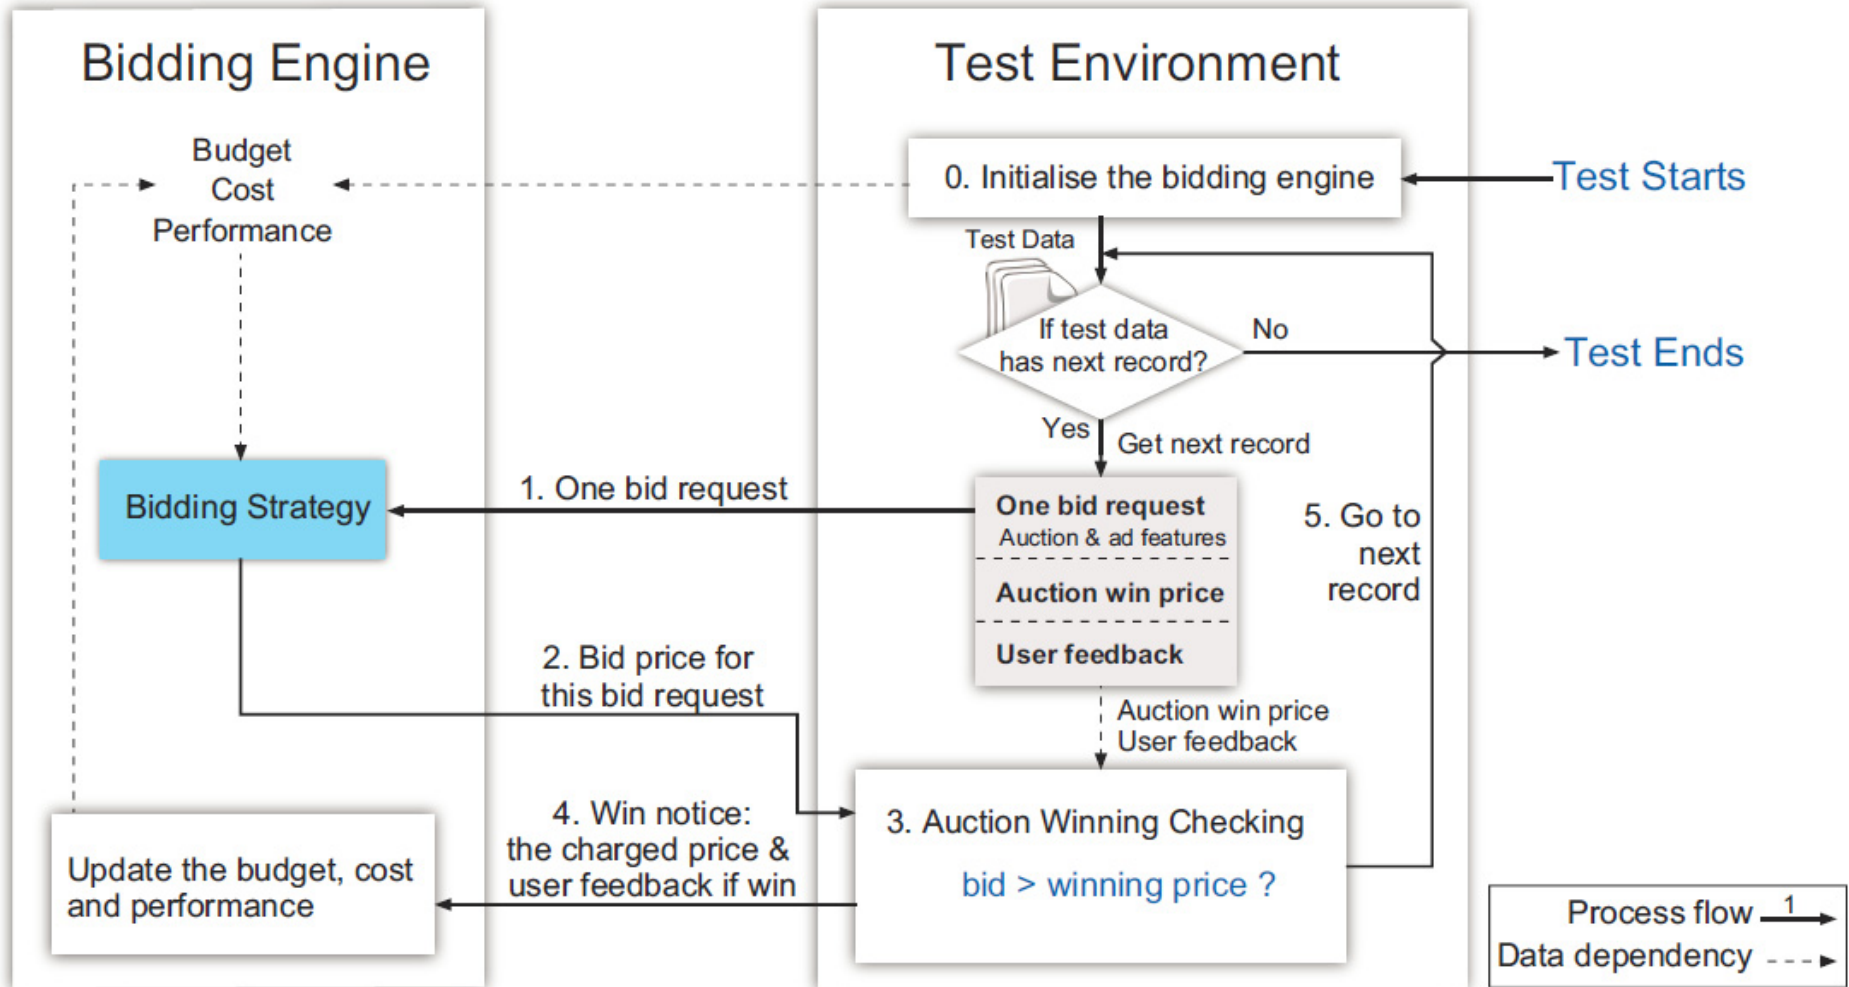 Bidding Engine
Budget
Cost
Performance
Bidding Strategy
Update the budget, cost
and performance
1. One bid request
2. Bid price for
this bid request
4. Win notice:
the charged price &
user feedback if win
Test Environment
0. Initialise the bidding engine
Test Starts
Test Data
If test data
has next record?
No
Test Ends
Yes
Get next record
One bid request
Auction & ad features
Auction win price
User feedback
5. Go to
next
record
Auction win price
User feedback
3. Auction Winning Checking
bid > winning price ?
Process flow 1
Data dependency